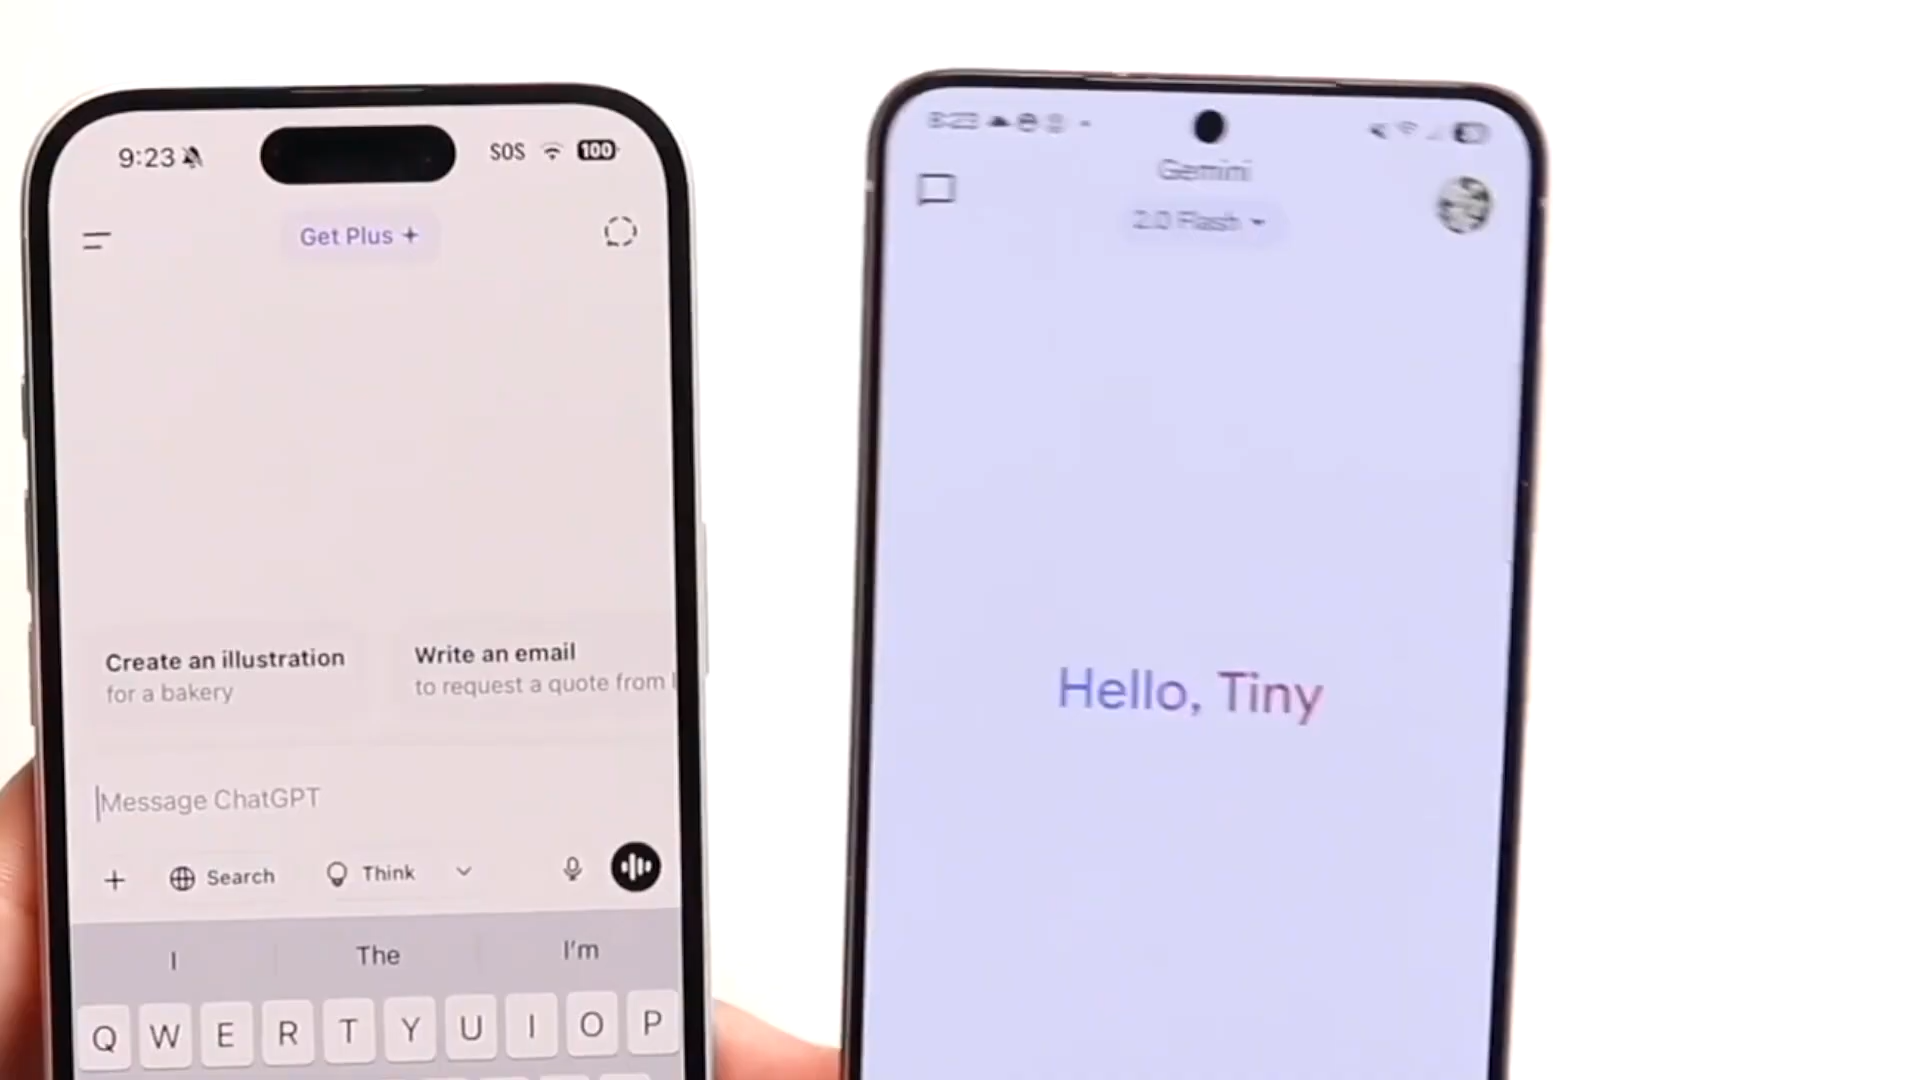 9:23
SOS
100
Get Plus +
Create an illustration
for a bakery
Write an email
to request a quote from
Message ChatGPT
Search
Think
I
The
I'm
Q W E R T Y U I O P
Gemini
2.0 Flash
Hello, Tiny